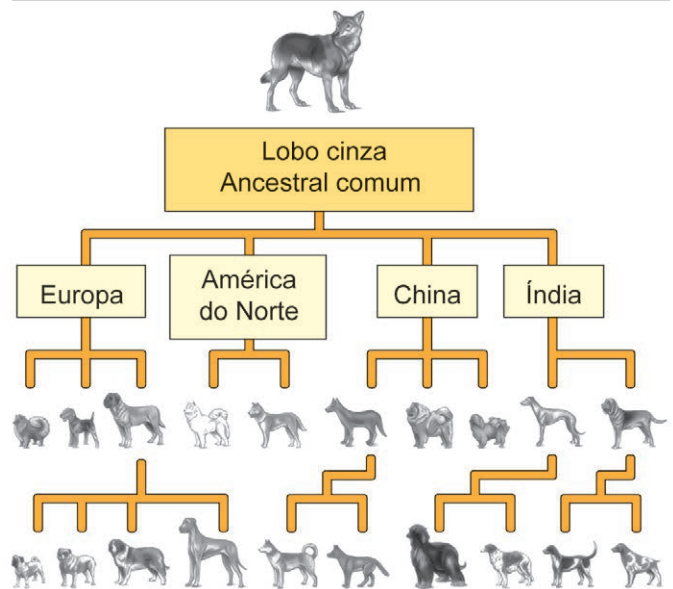 Lobo cinza
Ancestral comum
Europa
América
do Norte
China
Índia